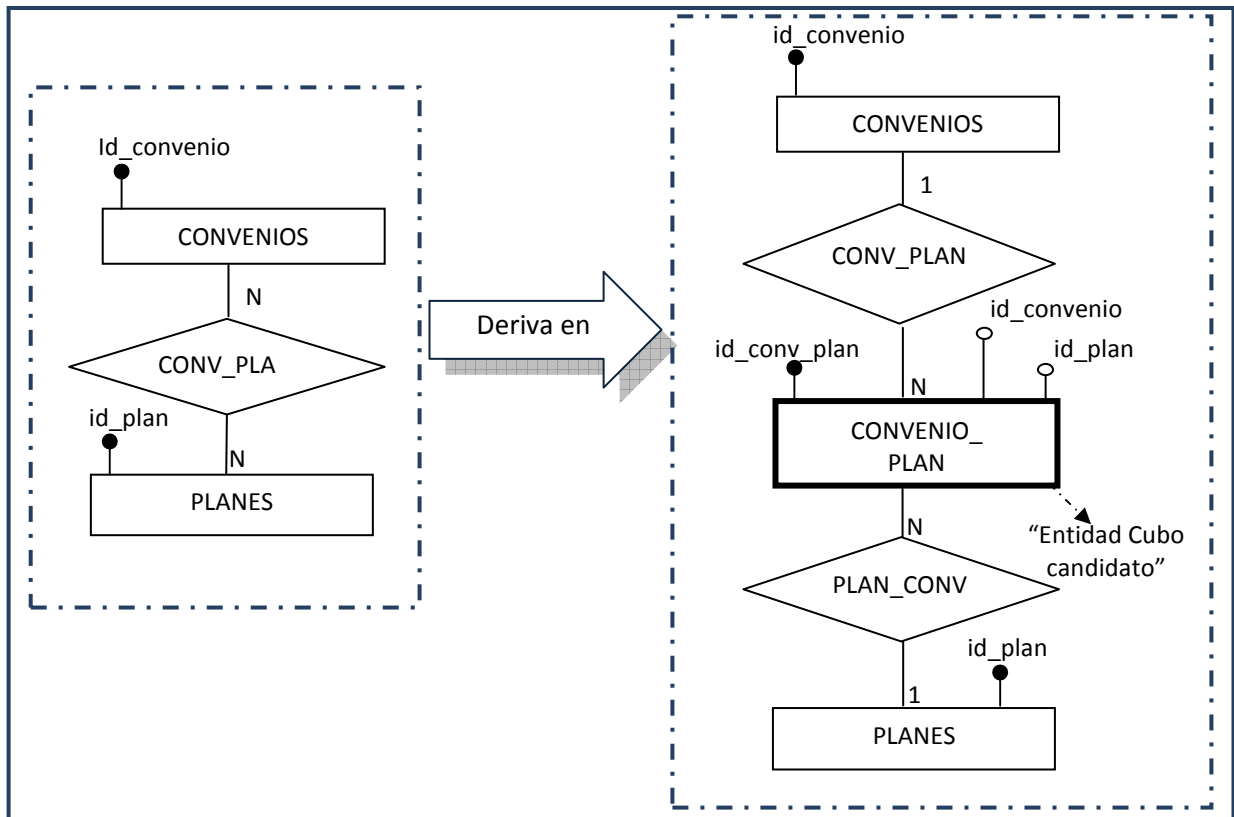 Id_convenio
CONVENIOS
N
CONV_PLA
id_plan
N
PLANES
Deriva en
id_convenio
CONVENIOS
1
CONV_PLAN
id_convenio
id_conv_plan
id_plan
N
CONVENIO_
PLAN
N
“Entidad Cubo
candidato”
PLAN_CONV
id_plan
1
PLANES